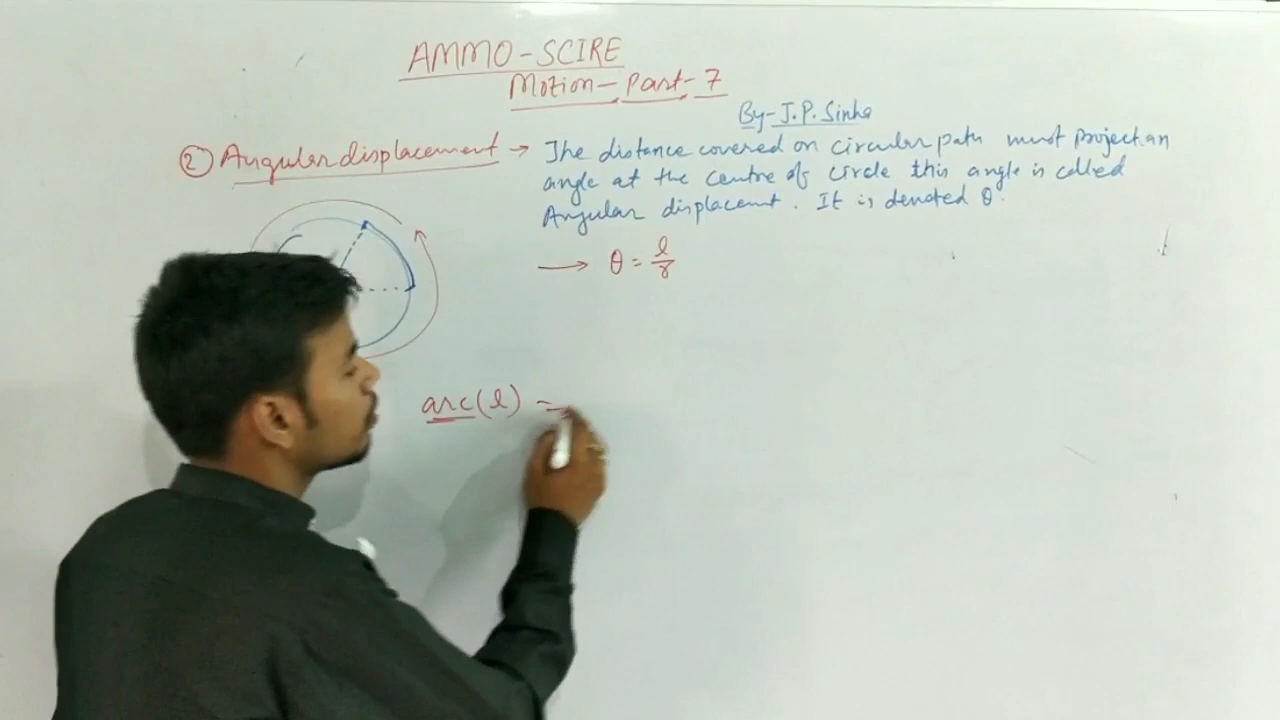 AMMO-SCIRE
Motion-Part-7
By-J.P.Sinha
② Angular displacement → The distance covered on circular path must project an
angle at the centre of circle this angle is called
Angular displacemt. It is denoted θ.
→ θ = l/r
arc(l) =